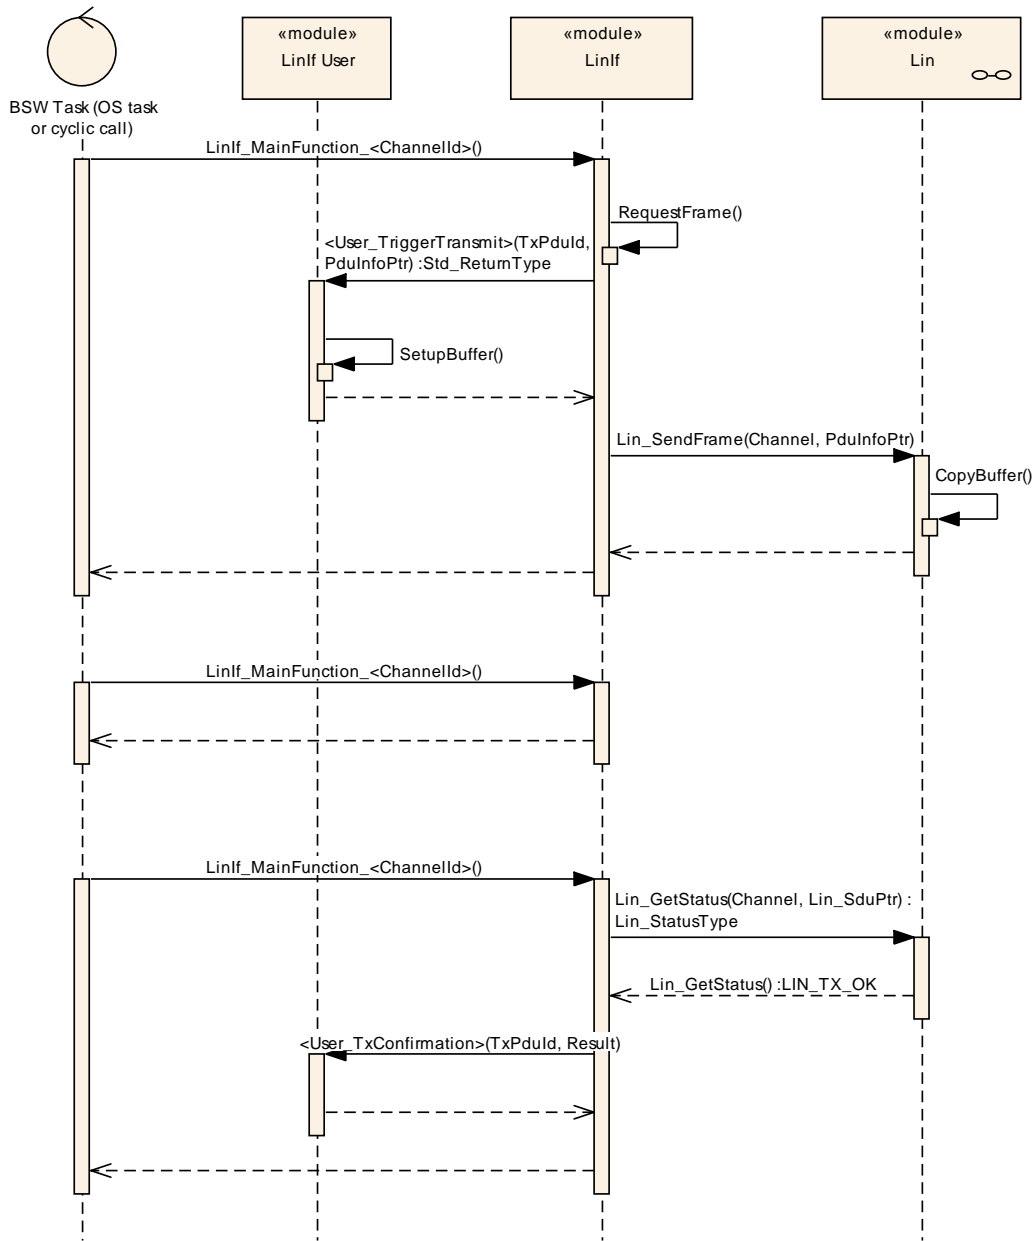 «module»
LinIf User
«module»
LinIf
«module»
Lin
BSW Task (OS task
or cyclic call)
LinIf_MainFunction_<ChannelId>()
RequestFrame()
<User_TriggerTransmit>(TxPduId,
PduInfoPtr) :Std_ReturnType
SetupBuffer()
Lin_SendFrame(Channel, PduInfoPtr)
CopyBuffer()
LinIf_MainFunction_<ChannelId>()
LinIf_MainFunction_<ChannelId>()
Lin_GetStatus(Channel, Lin_SduPtr) :
Lin_StatusType
Lin_GetStatus() :LIN_TX_OK
<User_TxConfirmation>(TxPduId, Result)